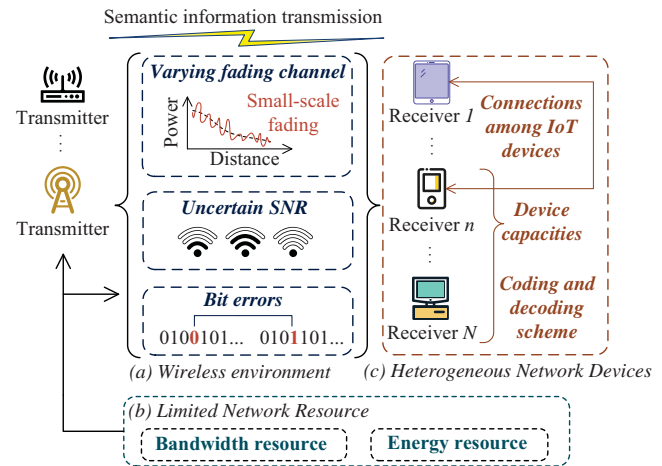 Semantic information transmission
Varying fading channel
Power
Small-scale
fading
Distance
Transmitter
Transmitter
Uncertain SNR
Bit errors
0100101... 0101101...
(a) Wireless environment
Receiver 1
Connections
among IoT
devices
Receiver n
Device
capacities
Coding and
decoding
scheme
Receiver N
(c) Heterogeneous Network Devices
(b) Limited Network Resource
Bandwidth resource
Energy resource